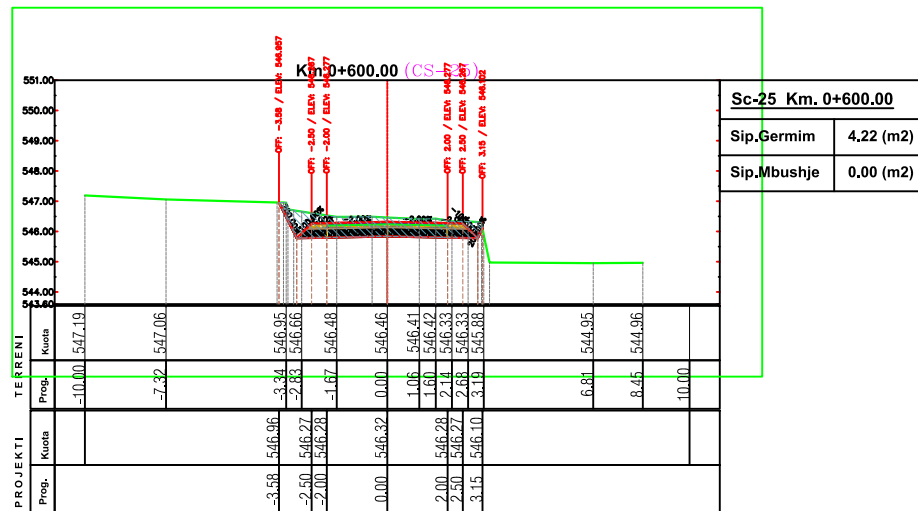 Km 0+600.00 (CS-25)
OFF: -3.58 / ELEV: 546.957
OFF: -2.50 / ELEV: 546.267
OFF: -2.00 / ELEV: 546.277
OFF: 2.00 / ELEV: 546.277
OFF: 2.50 / ELEV: 546.267
OFF: 3.15 / ELEV: 546.102
551.00
550.00
549.00
548.00
547.00
546.00
545.00
544.00
543.60
-2.00% -2.00%
Sc-25 Km. 0+600.00
Sip.Germim 4.22 (m2)
Sip.Mbushje 0.00 (m2)
TERRENI
Kuota 547.19 547.06 546.95 546.66 546.48 546.46 546.41 546.42 546.33 546.33 545.88 544.95 544.96
Prog. -10.00 -7.32 -3.34 -2.83 -1.67 0.00 1.06 1.60 2.14 2.68 3.19 6.81 8.45 10.00
PROJEKTI
Kuota 546.96 546.27 546.28 546.32 546.28 546.27 546.10
Prog. -3.58 -2.50 -2.00 0.00 2.00 2.50 3.15